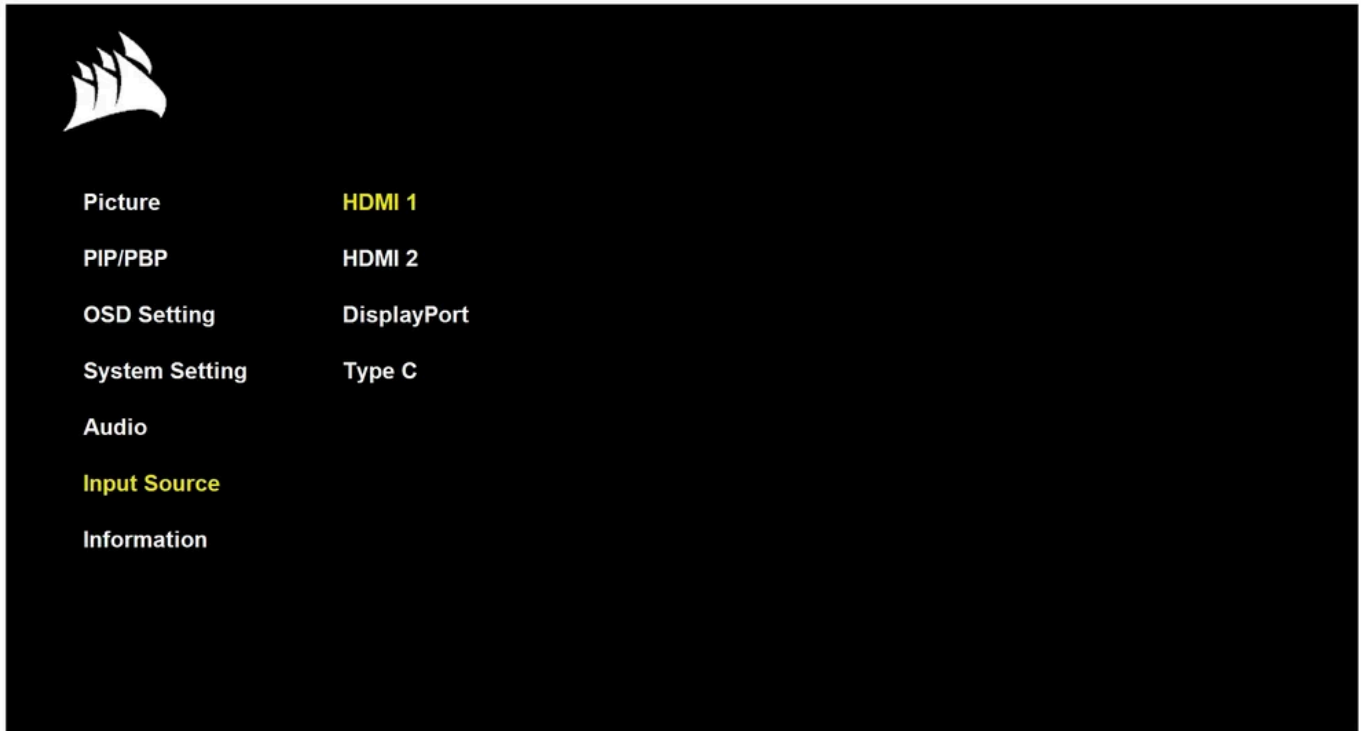 Picture
PIP/PBP
OSD Setting
System Setting
Audio
Input Source
Information
HDMI 1
HDMI 2
DisplayPort
Type C